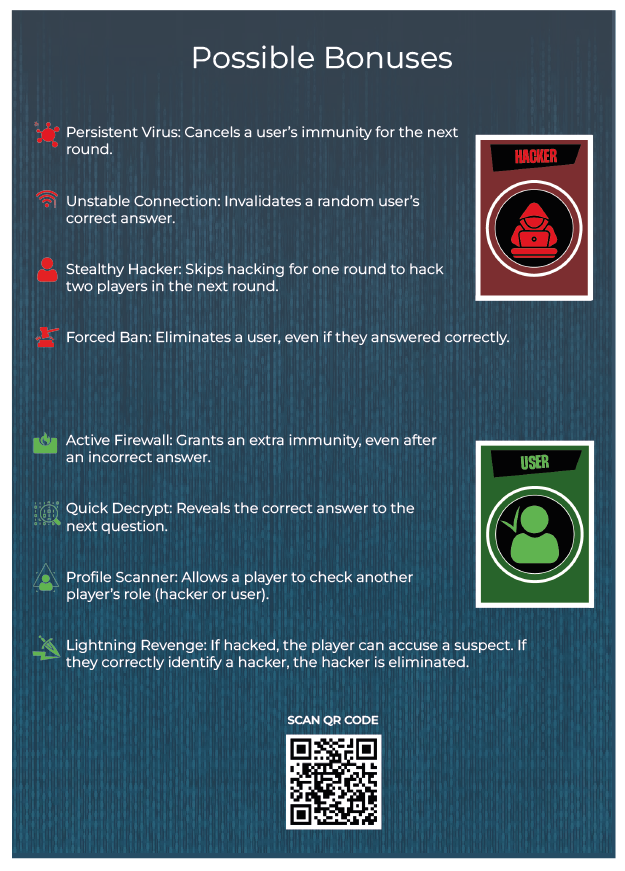 Possible Bonuses
Persistent Virus: Cancels a user’s immunity for the next
round.
HACKER
Unstable Connection: Invalidates a random user’s
correct answer.
Stealthy Hacker: Skips hacking for one round to hack
two players in the next round.
Forced Ban: Eliminates a user, even if they answered correctly.
Active Firewall: Grants an extra immunity, even after
an incorrect answer.
USER
Quick Decrypt: Reveals the correct answer to the
next question.
Profile Scanner: Allows a player to check another
player’s role (hacker or user).
Lightning Revenge: If hacked, the player can accuse a suspect. If
they correctly identify a hacker, the hacker is eliminated.
SCAN QR CODE